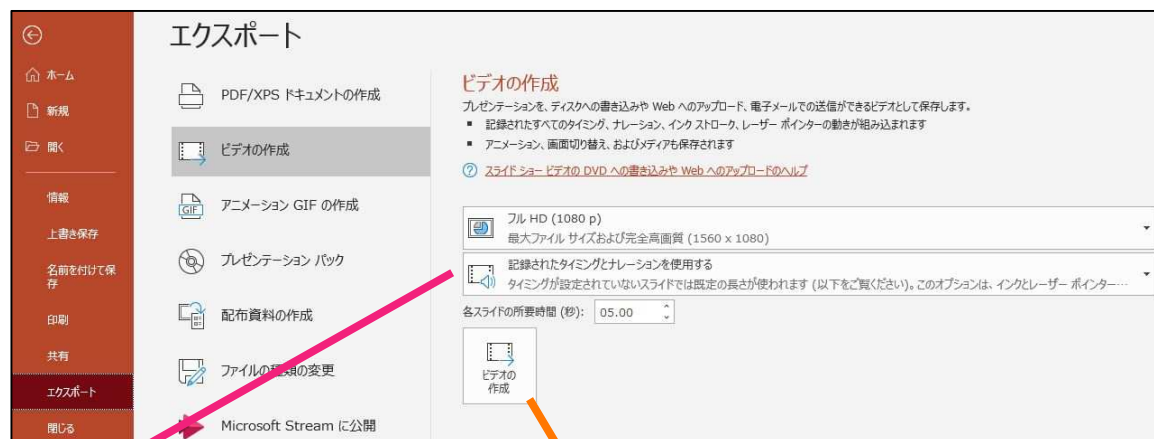 エクスポート
ホーム
新規
開く
情報
上書き保存
名前を付けて保
存
印刷
共有
エクスポート
閉じる
PDF/XPS ドキュメントの作成
ビデオの作成
アニメーション GIF の作成
GIF
プレゼンテーション パック
配布資料の作成
ファイルの種類の変更
Microsoft Stream に公開
ビデオの作成
プレゼンテーションを、ディスクへの書き込みや Web へのアップロード、電子メールでの送信ができるビデオとして保存します。
■ 記録されたすべてのタイミング、ナレーション、インク ストローク、レーザー ポインターの動きが組み込まれます
■ アニメーション、画面切り替え、およびメディアも保存されます
? スライド ショー ビデオの DVD への書き込みや Web へのアップロードのヘルプ
フル HD (1080 p)
最大ファイル サイズおよび完全高画質 (1560 x 1080)
記録されたタイミングとナレーションを使用する
タイミングが設定されていないスライドでは既定の長さが使われます (以下をご覧ください)。このオプションは、インクとレーザー ポインター…
各スライドの所要時間 (秒): 05.00
ビデオの
作成